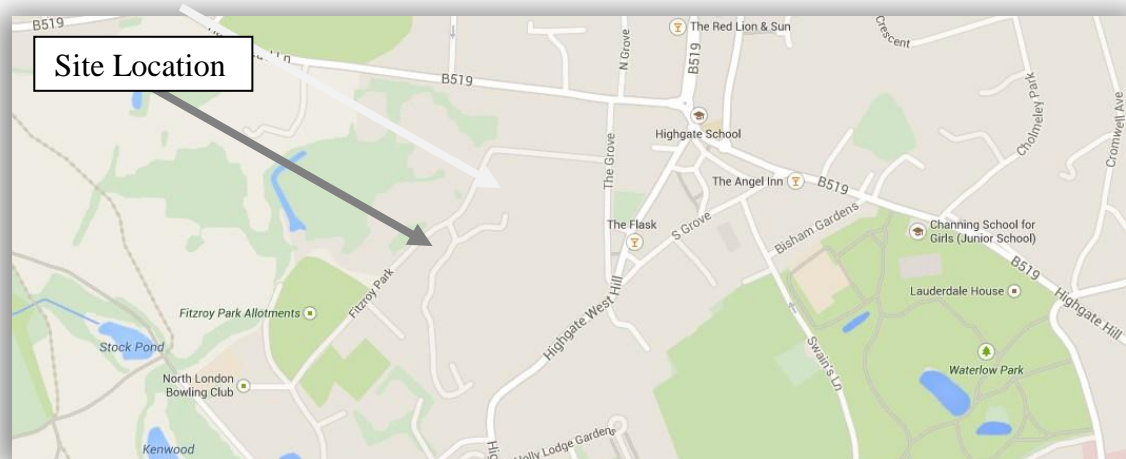 B519
The Red Lion & Sun
Crescent
Site Location
Ln
B519
N Grove
B519
Cholmeley Park
Cromwell Ave
Highgate School
The Grove
The Angel Inn
B519
The Flask
S Grove
Bisham Gardens
Channing School for
Girls (Junior School)
B519
Fitzroy Park
Lauderdale House
Highgate Hill
Fitzroy Park Allotments
Highgate West Hill
Swain's Ln
Stock Pond
Waterlow Park
North London
Bowling Club
Kenwood
Holly Lodge Gardens